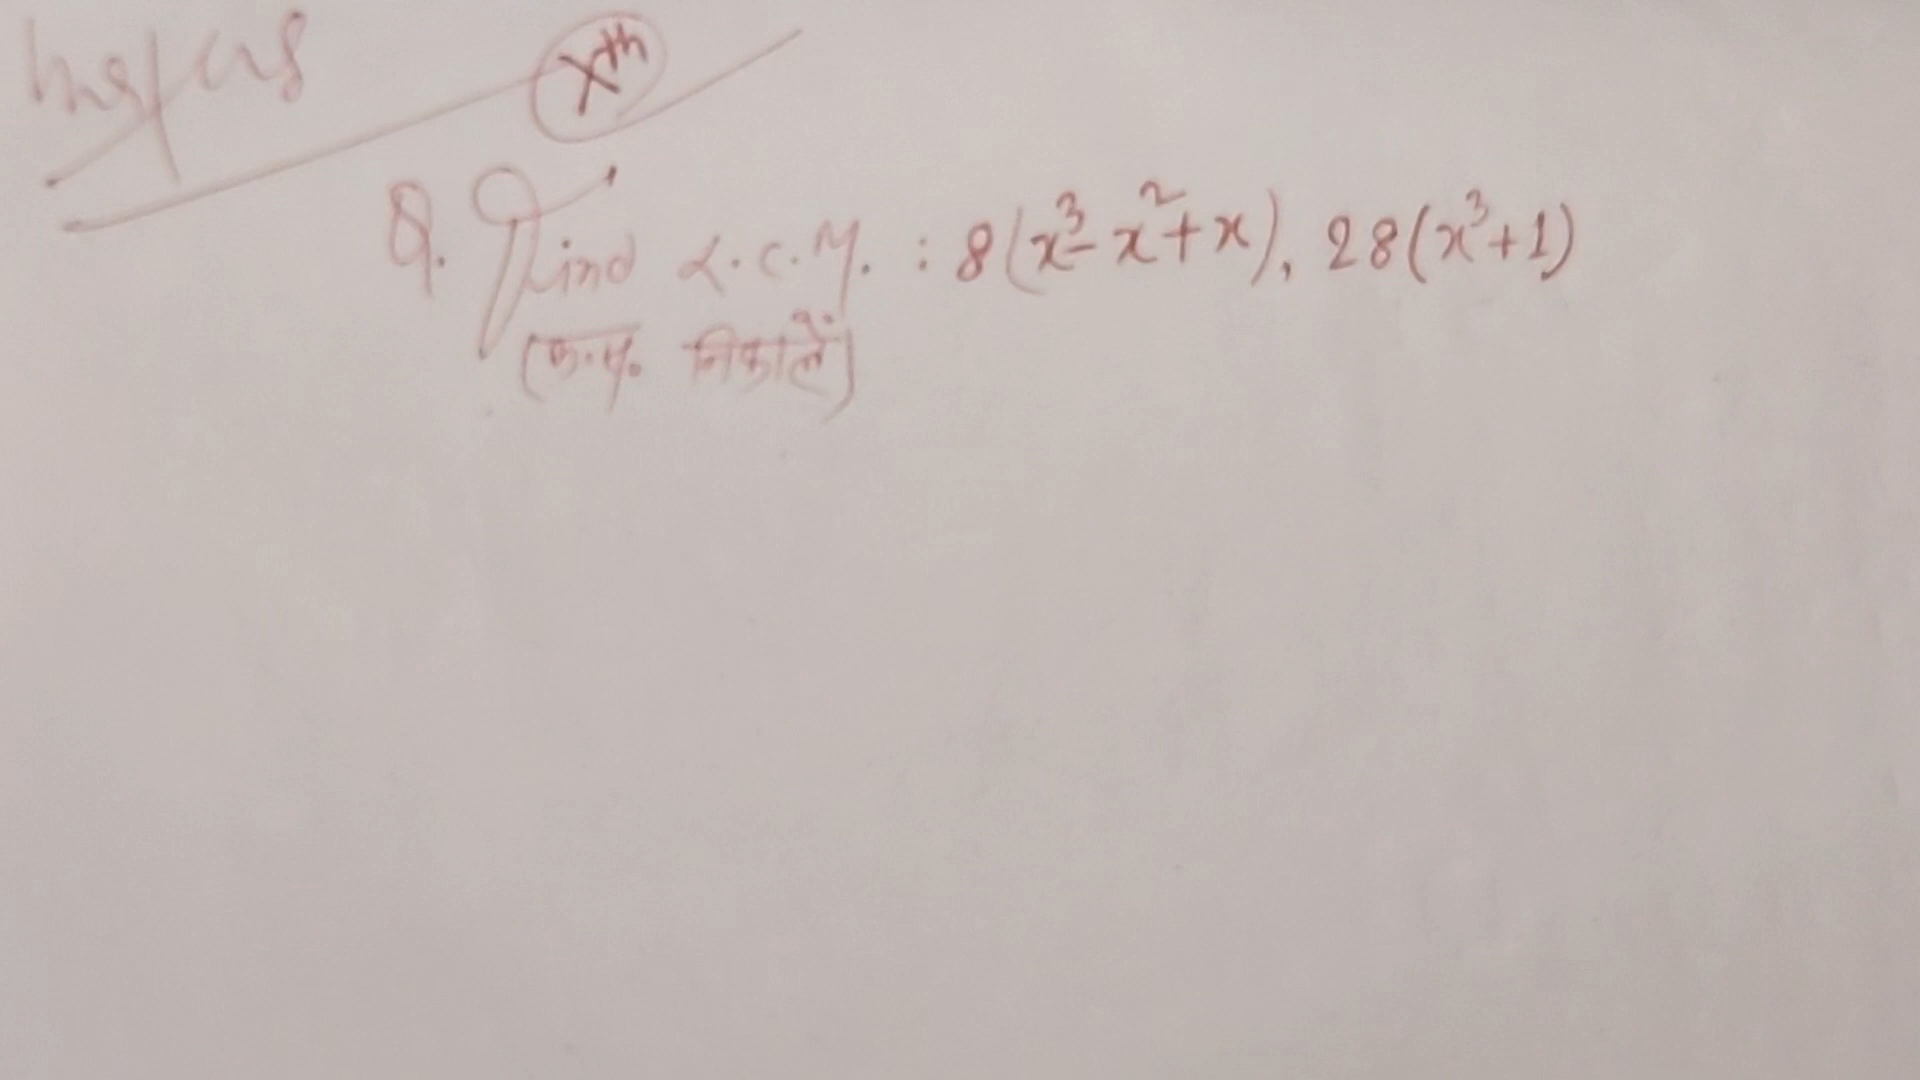 Xth
Q. Find L.C.M. : 8(x³-x²+x), 28(x³+1)
(ल.स. निकालें)